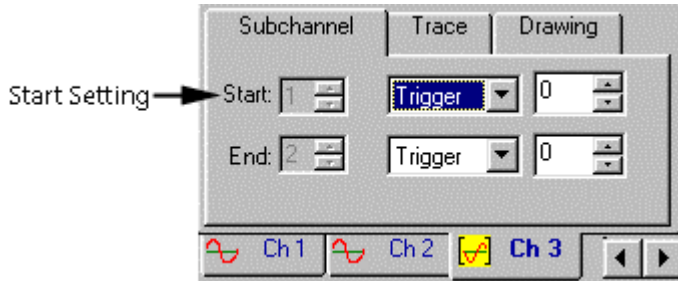 Subchannel Trace Drawing
Start Setting Start: 1 Trigger 0
End: 2 Trigger 0
Ch 1 Ch 2 Ch 3